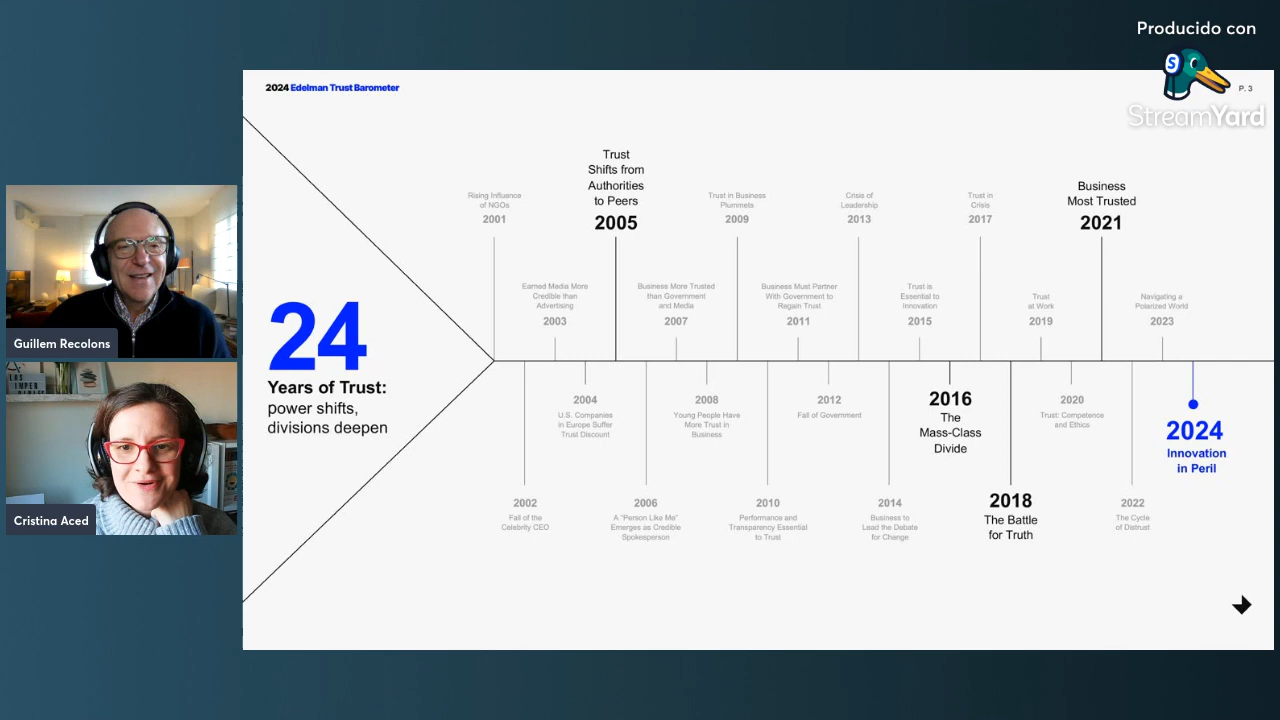 Producido con
S
StreamYard
2024 Edelman Trust Barometer
P. 3
24
Years of Trust:
power shifts,
divisions deepen
Rising Influence
of NGOs
2001
Trust
Shifts from
Authorities
to Peers
2005
Trust in Business
Plummets
2009
Crisis of
Leadership
2013
Trust in
Crisis
2017
Business
Most Trusted
2021
Earned Media More
Credible than
Advertising
2003
Business More Trusted
than Government
and Media
2007
Business Must Partner
With Government to
Regain Trust
2011
Trust is
Essential to
Innovation
2015
Trust
at Work
2019
Navigating a
Polarized World
2023
2004
U.S. Companies
in Europe Suffer
Trust Discount
2008
Young People Have
More Trust in
Business
2012
Fall of Government
2016
The
Mass-Class
Divide
2020
Trust: Competence
and Ethics
2024
Innovation
in Peril
2002
Fall of the
Celebrity CEO
2006
A "Person Like Me"
Emerges as Credible
Spokesperson
2010
Performance and
Transparency Essential
to Trust
2014
Business to
Lead the Debate
for Change
2018
The Battle
for Truth
2022
The Cycle
of Distrust
Guillem Recolons
Cristina Aced